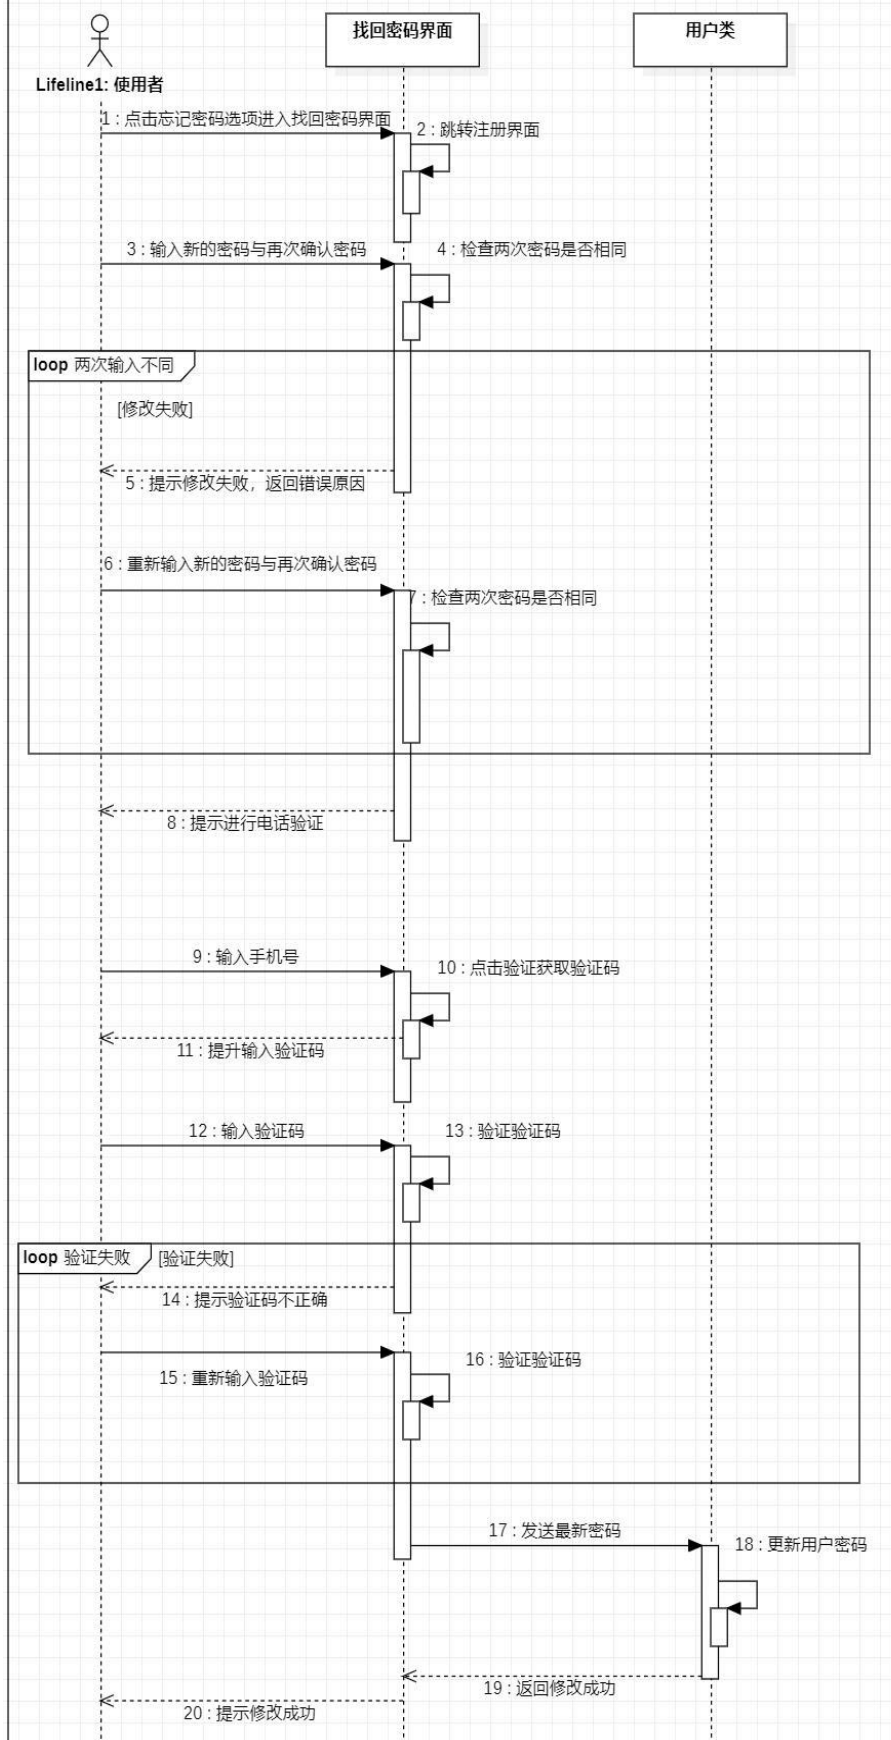 找回密码界面
用户类
Lifeline1: 使用者
1 : 点击忘记密码选项进入找回密码界面
2 : 跳转注册界面
3 : 输入新的密码与再次确认密码
4 : 检查两次密码是否相同
loop 两次输入不同
[修改失败]
5 : 提示修改失败，返回错误原因
6 : 重新输入新的密码与再次确认密码
7 : 检查两次密码是否相同
8 : 提示进行电话验证
9 : 输入手机号
10 : 点击验证获取验证码
11 : 提升输入验证码
12 : 输入验证码
13 : 验证验证码
loop 验证失败
[验证失败]
14 : 提示验证码不正确
16 : 验证验证码
15 : 重新输入验证码
17 : 发送最新密码
18 : 更新用户密码
19 : 返回修改成功
20 : 提示修改成功